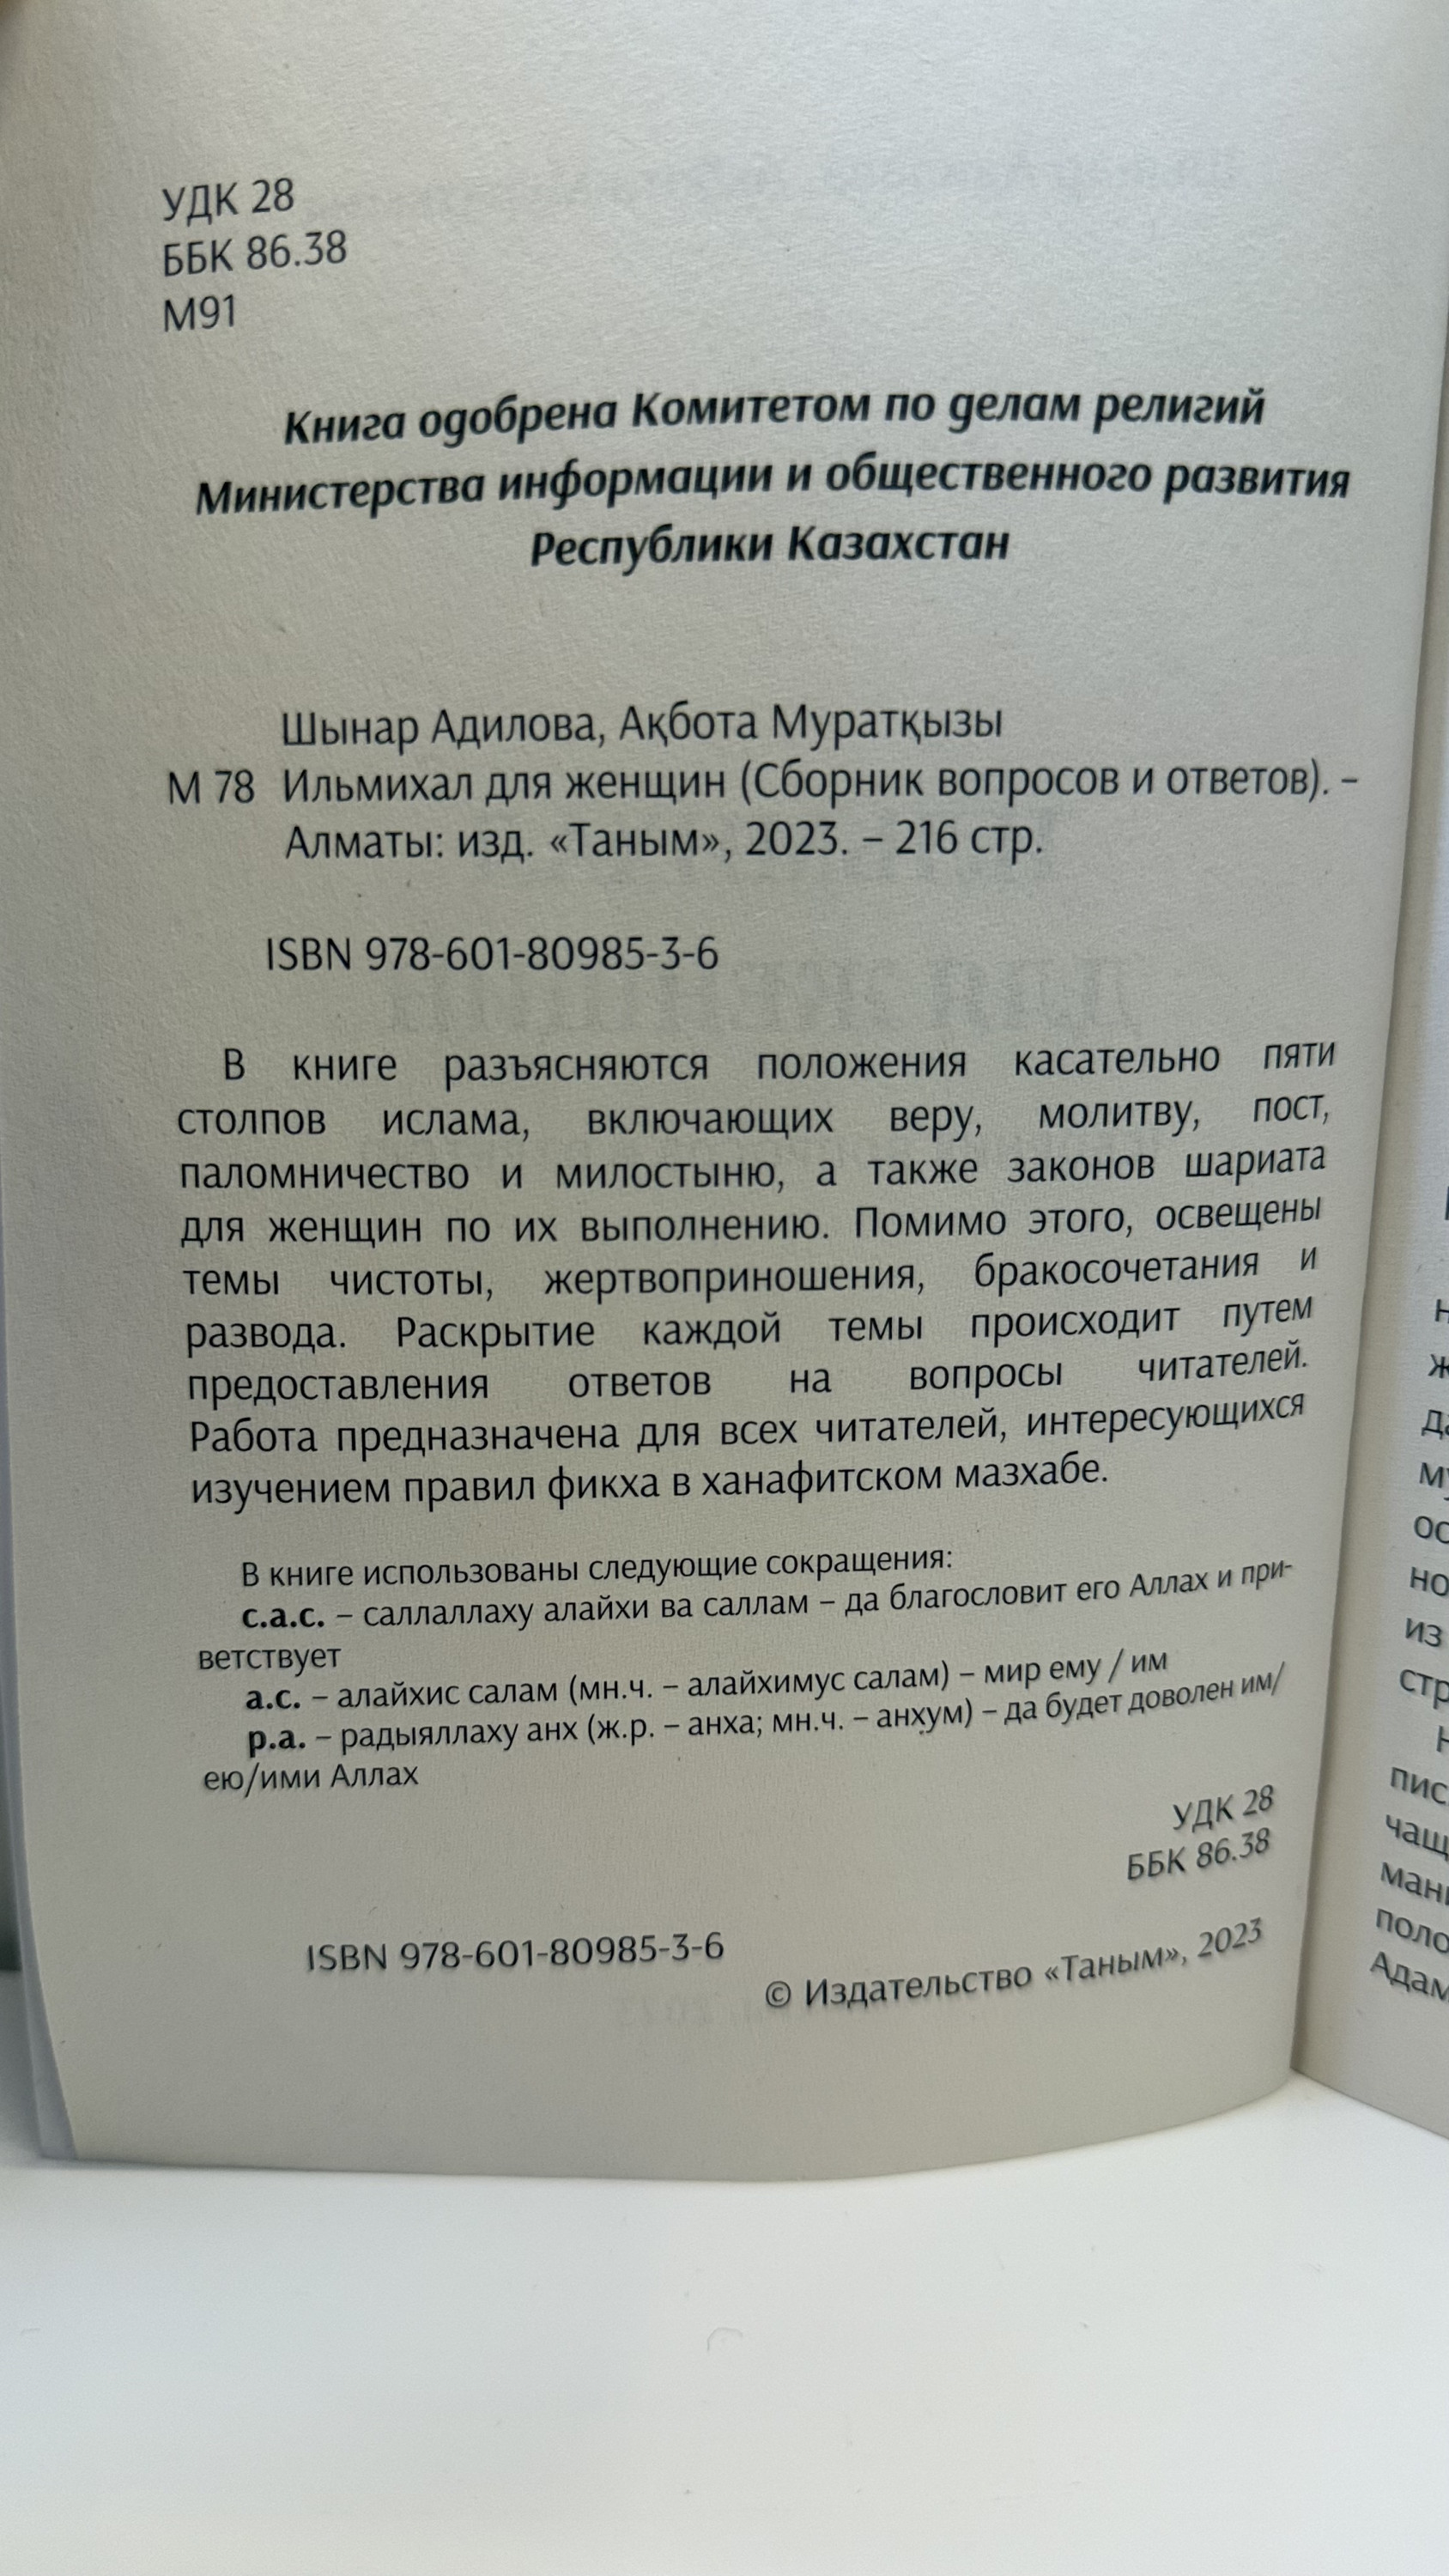 УДК 28
ББК 86.38
М91
Книга одобрена Комитетом по делам религий
Министерства информации и общественного развития
Республики Казахстан
Шынар Адилова, Ақбота Муратқызы
М 78 Ильмихал для женщин (Сборник вопросов и ответов). –
Алматы: изд. «Таным», 2023. – 216 стр.
ISBN 978-601-80985-3-6
В книге разъясняются положения касательно пяти
столпов ислама, включающих веру, молитву, пост,
паломничество и милостыню, а также законов шариата
для женщин по их выполнению. Помимо этого, освещены
темы чистоты, жертвоприношения, бракосочетания и
развода. Раскрытие каждой темы происходит путем
предоставления ответов на вопросы читателей.
Работа предназначена для всех читателей, интересующихся
изучением правил фикха в ханафитском мазхабе.
В книге использованы следующие сокращения:
с.а.с. – саллаллаху алайхи ва саллам – да благословит его Аллах и при-
ветствует
а.с. – алайхис салам (мн.ч. – алайхимус салам) – мир ему / им
р.а. – радыяллаху анх (ж.р. – анха; мн.ч. – анхум) – да будет доволен им/
ею/ими Аллах
УДК 28
ББК 86.38
ISBN 978-601-80985-3-6
© Издательство «Таным», 2023